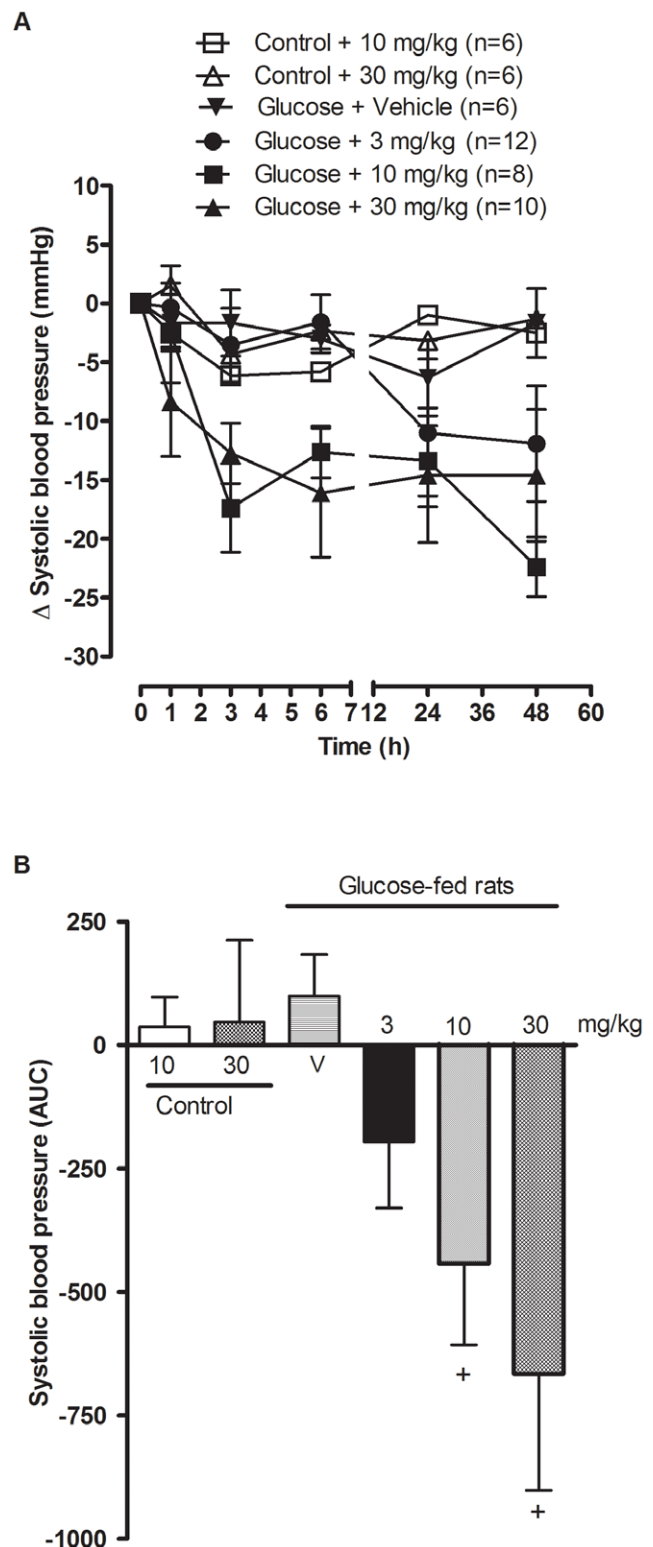 A
Control + 10 mg/kg (n=6)
Control + 30 mg/kg (n=6)
Glucose + Vehicle (n=6)
Glucose + 3 mg/kg (n=12)
Glucose + 10 mg/kg (n=8)
Glucose + 30 mg/kg (n=10)
Δ Systolic blood pressure (mmHg)
10
5
0
-5
-10
-15
-20
-25
-30
0 1 2 3 4 5 6 7 12 24 36 48 60
Time (h)
B
Glucose-fed rats
Systolic blood pressure (AUC)
250
0
-250
-500
-750
-1000
3 10 30 mg/kg
10 30 V
Control
+
+